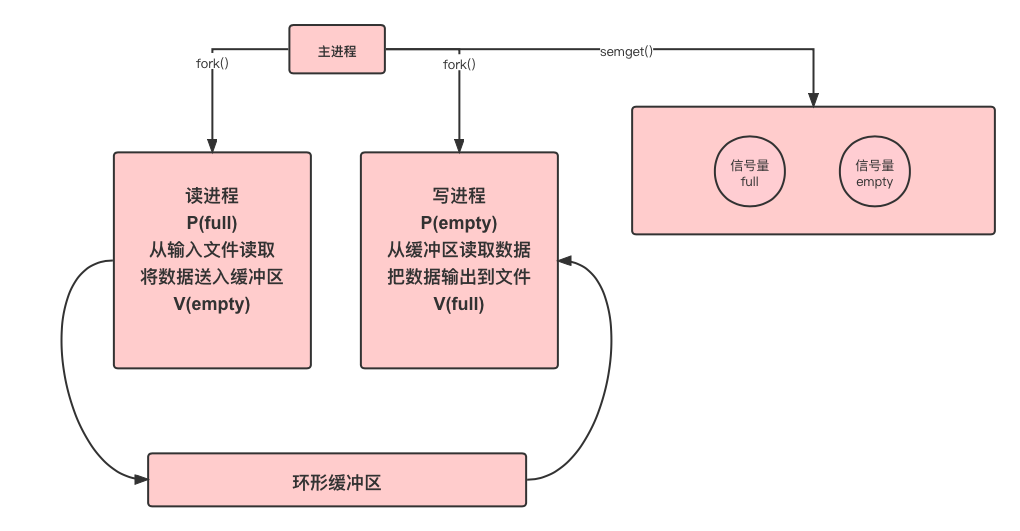 主进程
fork()
fork()
semget()
读进程
P(full)
从输入文件读取
将数据送入缓冲区
V(empty)
写进程
P(empty)
从缓冲区读取数据
把数据输出到文件
V(full)
信号量
full
信号量
empty
环形缓冲区